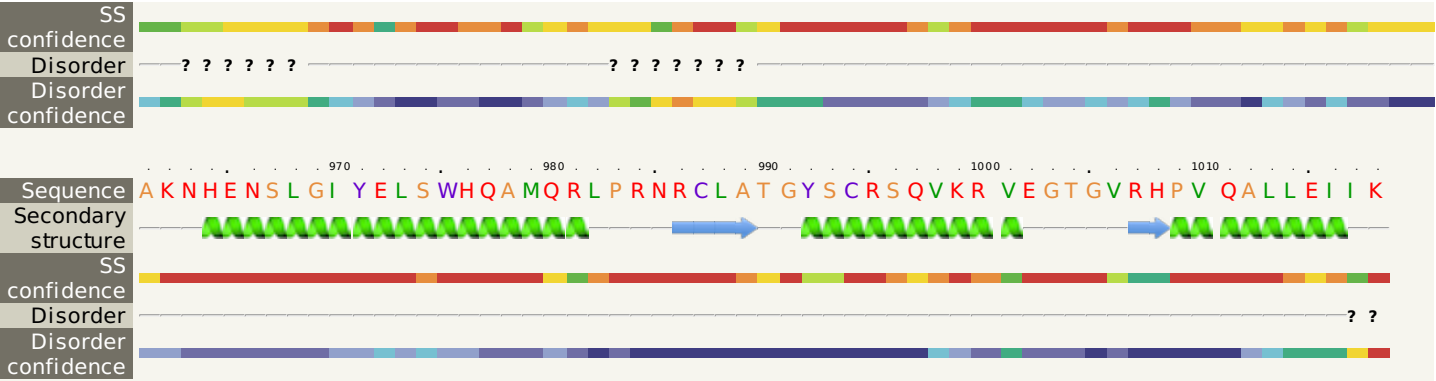 SS
confidence
Disorder ? ? ? ? ? ? ? ? ? ? ? ? ?
Disorder
confidence
970 980 990 1000 1010
Sequence A K N H E N S L G I Y E L S W H Q A M Q R L P R N R C L A T G Y S C R S Q V K R V E G T G V R H P V Q A L L E I I K
Secondary
structure
SS
confidence
Disorder ? ?
Disorder
confidence